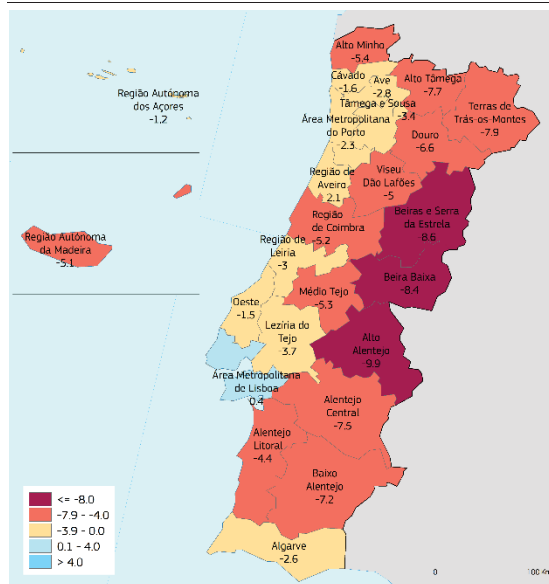 Alto Minho
-5.4
Cávado
-1.6
Ave
-2.8
Alto Tâmega
-7.7
Tâmega e Sousa
-3.4
Terras de
Trás-os-Montes
-7.9
Região Autónoma
dos Açores
-1.2
Área Metropolitana
do Porto
-2.3
Douro
-6.6
Região de
Aveiro
2.1
Viseu
Dão Lafões
-5
Beiras e Serra
da Estrela
-8.6
Região
de Coimbra
-5.2
Região Autónoma
da Madeira
-5.1
Região de
Leiria
-3
Beira Baixa
-8.4
Médio Tejo
-5.3
Oeste
-1.5
Lezíria do
Tejo
3.7
Alto
Alentejo
-9.9
Área Metropolitana
de Lisboa
0.4
Alentejo
Central
-7.5
Alentejo
Litoral
-4.4
Baixo
Alentejo
-7.2
Algarve
-2.6
<= -8.0
-7.9 - -4.0
-3.9 - 0.0
0.1 - 4.0
> 4.0
0
100